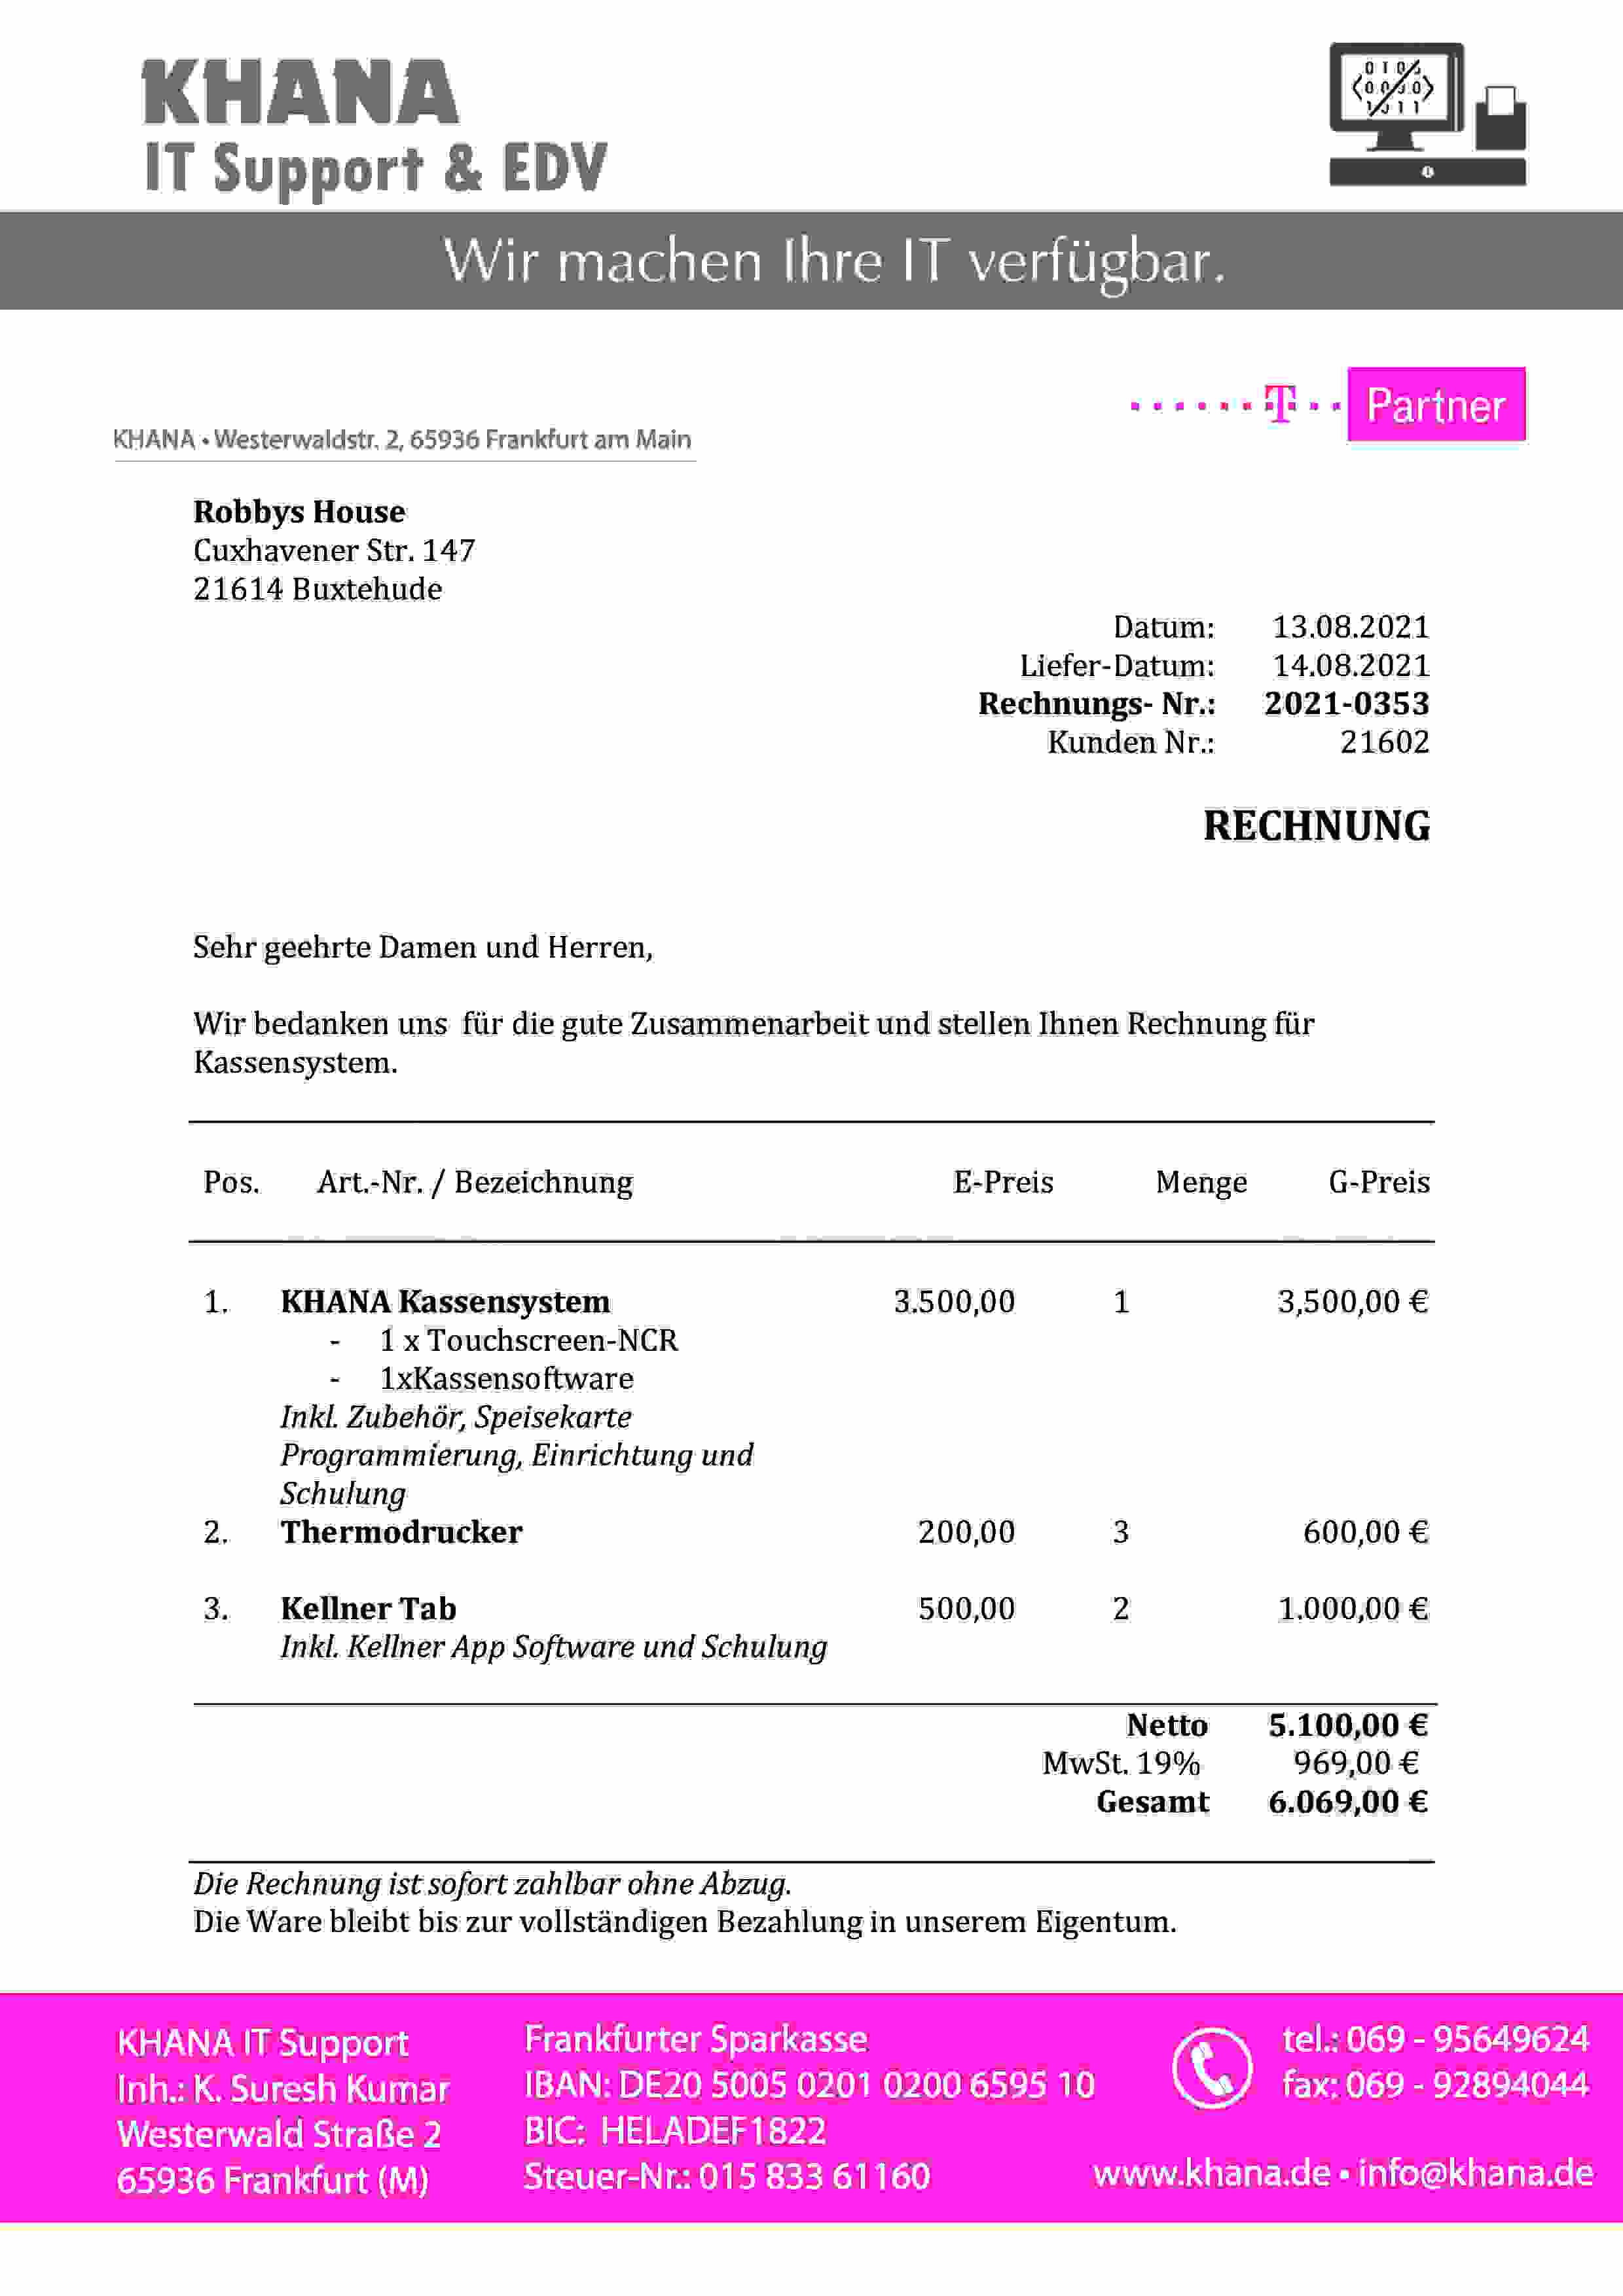 KHANA
IT Support & EDV
Wir machen Ihre IT verfügbar.
T Partner
KHANA • Westerwaldstr. 2, 65936 Frankfurt am Main
Robbys House
Cuxhavener Str. 147
21614 Buxtehude
Datum: 13.08.2021
Liefer-Datum: 14.08.2021
Rechnungs- Nr.: 2021-0353
Kunden Nr.: 21602
RECHNUNG
Sehr geehrte Damen und Herren,
Wir bedanken uns für die gute Zusammenarbeit und stellen Ihnen Rechnung für
Kassensystem.
Pos. Art.-Nr. / Bezeichnung E-Preis Menge G-Preis
1. KHANA Kassensystem 3.500,00 1 3,500,00 €
- 1 x Touchscreen-NCR
- 1xKassensoftware
Inkl. Zubehör, Speisekarte
Programmierung, Einrichtung und
Schulung
2. Thermodrucker 200,00 3 600,00 €
3. Kellner Tab 500,00 2 1.000,00 €
Inkl. Kellner App Software und Schulung
Netto 5.100,00 €
MwSt. 19% 969,00 €
Gesamt 6.069,00 €
Die Rechnung ist sofort zahlbar ohne Abzug.
Die Ware bleibt bis zur vollständigen Bezahlung in unserem Eigentum.
KHANA IT Support
Inh.: K. Suresh Kumar
Westerwald Straße 2
65936 Frankfurt (M)
Frankfurter Sparkasse
IBAN: DE20 5005 0201 0200 6595 10
BIC: HELADEF1822
Steuer-Nr.: 015 833 61160
tel.: 069 - 95649624
fax: 069 - 92894044
www.khana.de • info@khana.de